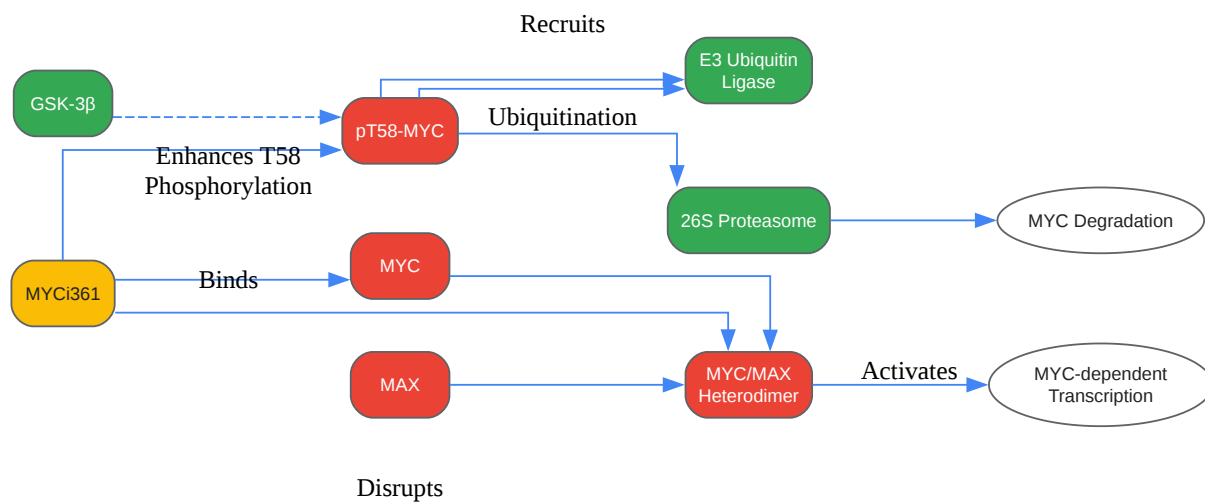 Recruits
E3 Ubiquitin
Ligase
GSK-3β
pT58-MYC
Ubiquitination
Enhances T58
Phosphorylation
26S Proteasome
MYC Degradation
MYC
MYCi361
Binds
MAX
MYC/MAX
Heterodimer
Activates
MYC-dependent
Transcription
Disrupts